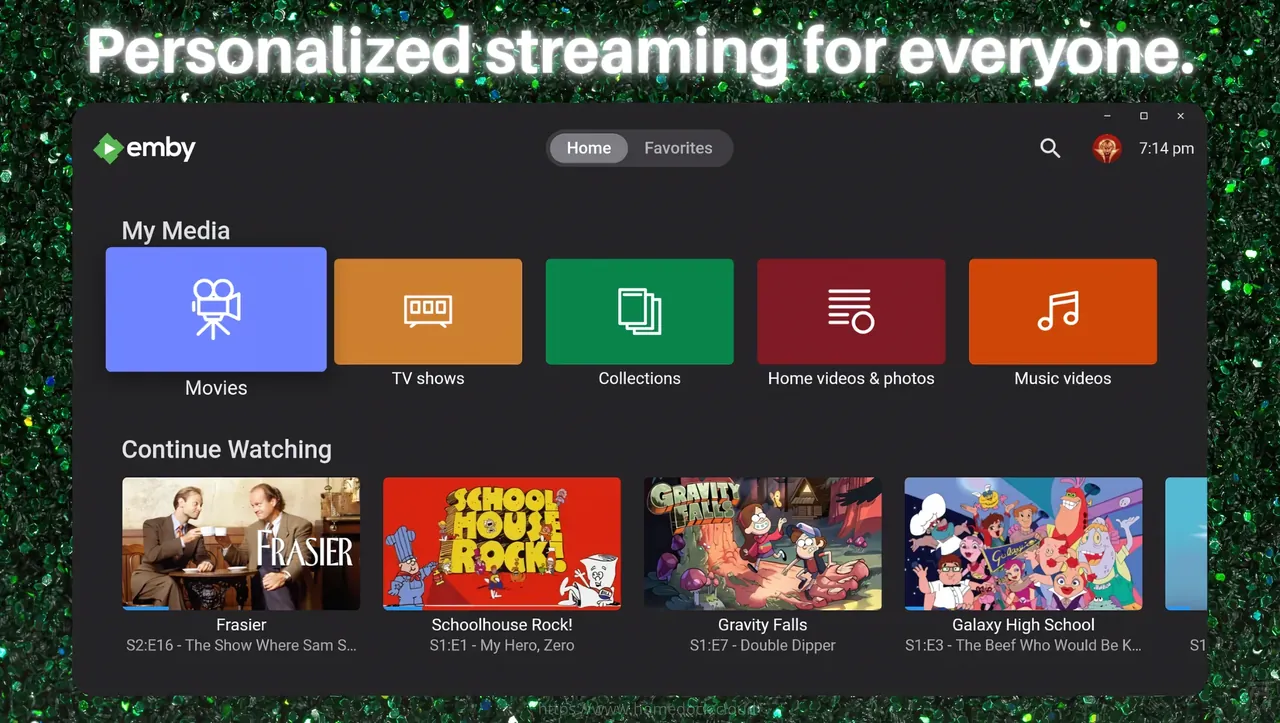 Personalized streaming for everyone.
emby
Home
Favorites
7:14 pm
My Media
Movies
TV shows
Collections
Home videos & photos
Music videos
Continue Watching
FRASIER
SCHOOL
HOUSE
ROCK!
GRAVITY
FALLS
Galaxy
Frasier
Schoolhouse Rock!
Gravity Falls
Galaxy High School
S2:E16 - The Show Where Sam S...
S1:E1 - My Hero, Zero
S1:E7 - Double Dipper
S1:E3 - The Beef Who Would Be K...
S1